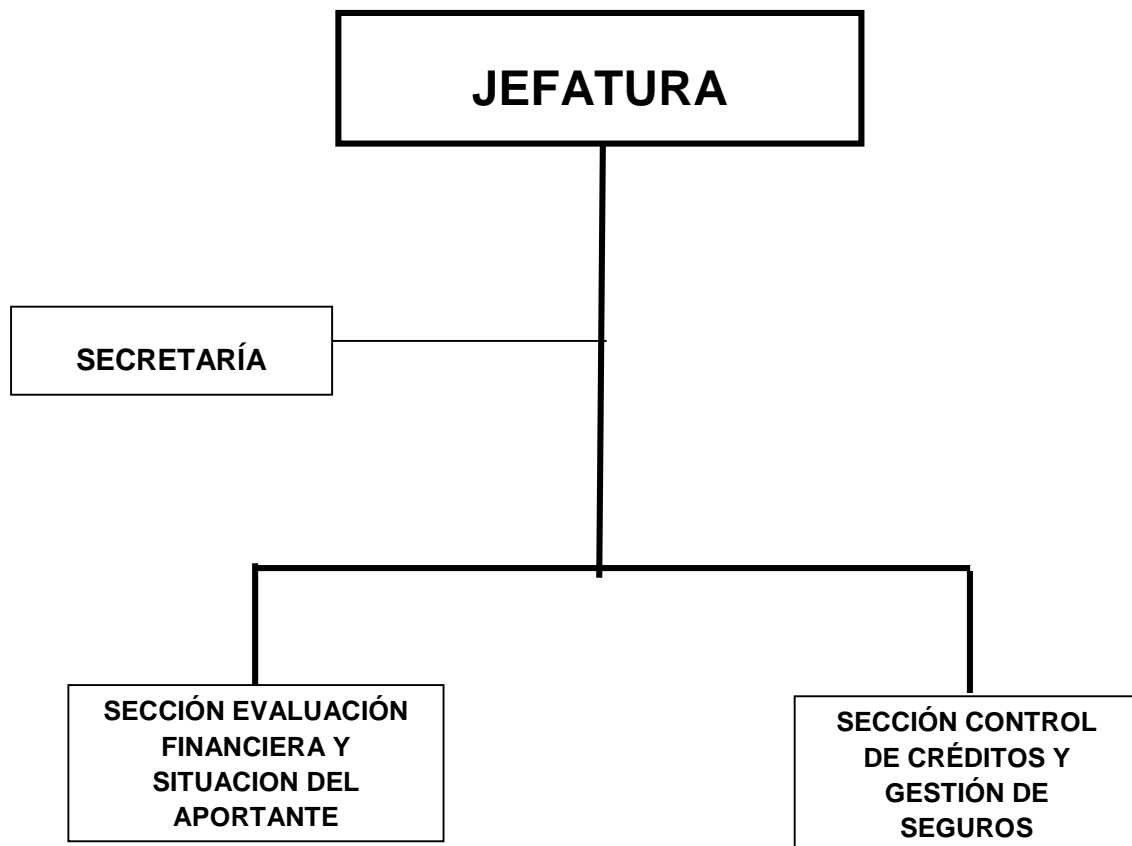 JEFATURA
SECRETARÍA
SECCIÓN EVALUACIÓN
FINANCIERA Y
SITUACION DEL
APORTANTE
SECCIÓN CONTROL
DE CRÉDITOS Y
GESTIÓN DE
SEGUROS